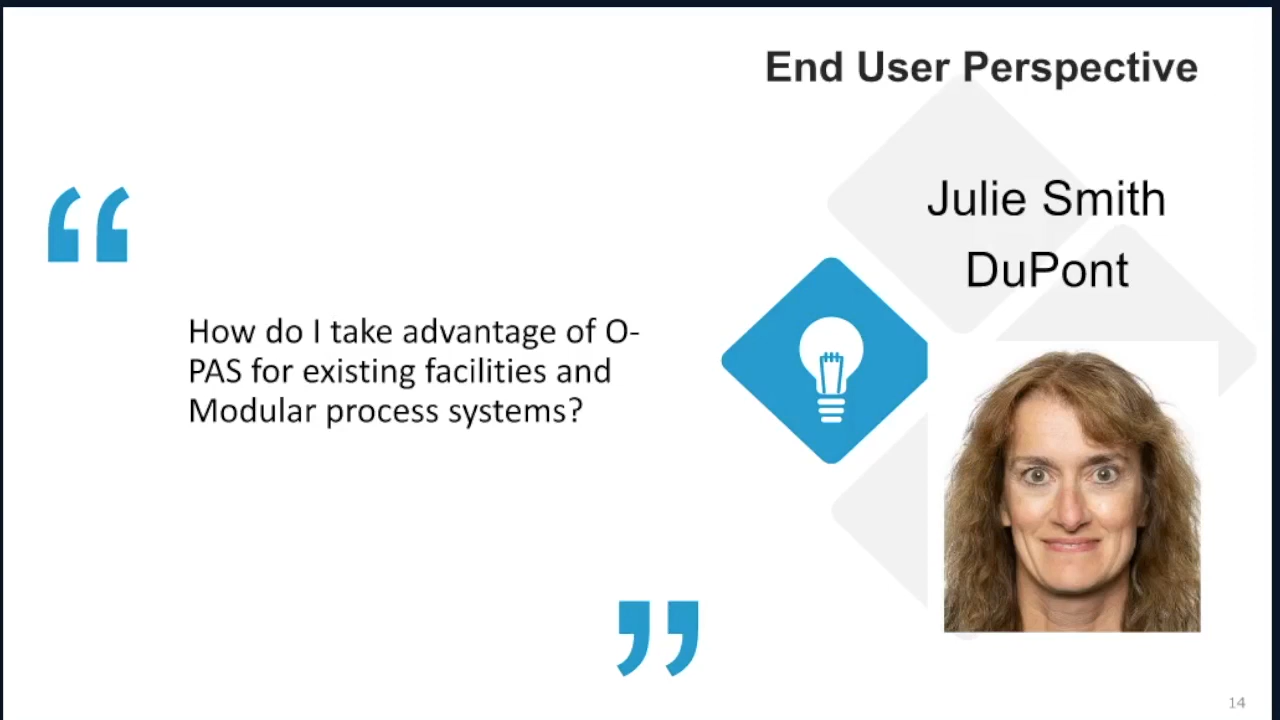 End User Perspective
Julie Smith
DuPont
“
How do I take advantage of O-
PAS for existing facilities and
Modular process systems?
”
14